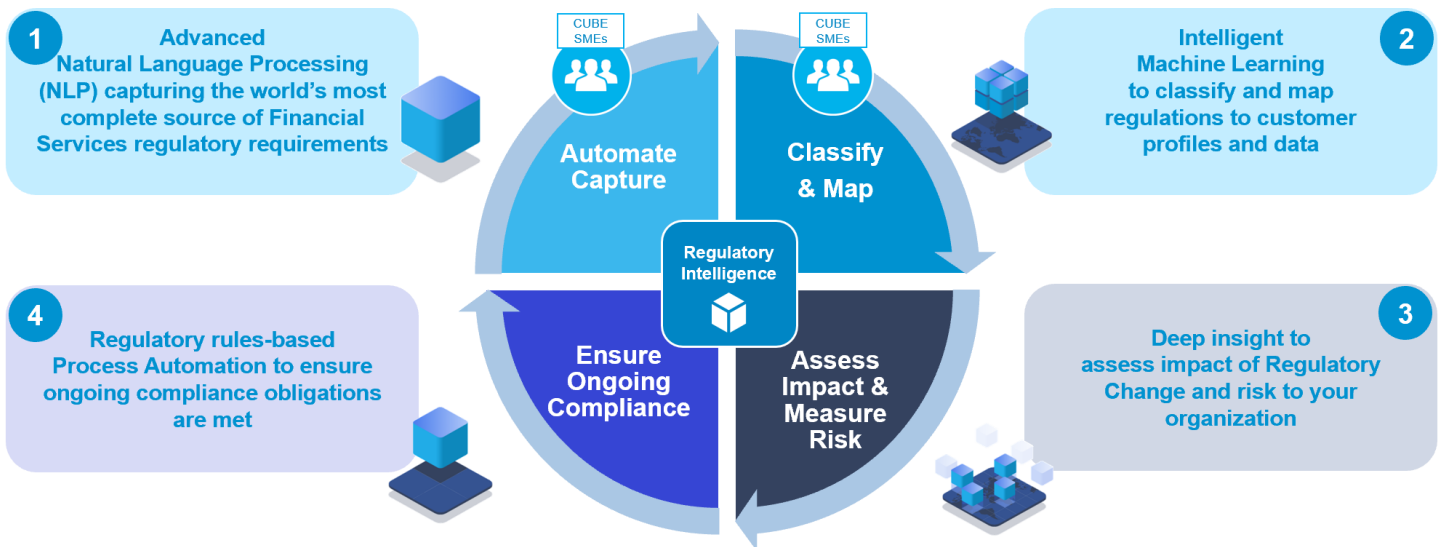 1
Advanced
Natural Language Processing
(NLP) capturing the world's most
complete source of Financial
Services regulatory requirements
CUBE
SMEs
Automate
Capture
CUBE
SMEs
Classify
& Map
2
Intelligent
Machine Learning
to classify and map
regulations to customer
profiles and data
Regulatory
Intelligence
4
Regulatory rules-based
Process Automation to ensure
ongoing compliance obligations
are met
Ensure
Ongoing
Compliance
Assess
Impact &
Measure
Risk
3
Deep insight to
assess impact of Regulatory
Change and risk to your
organization